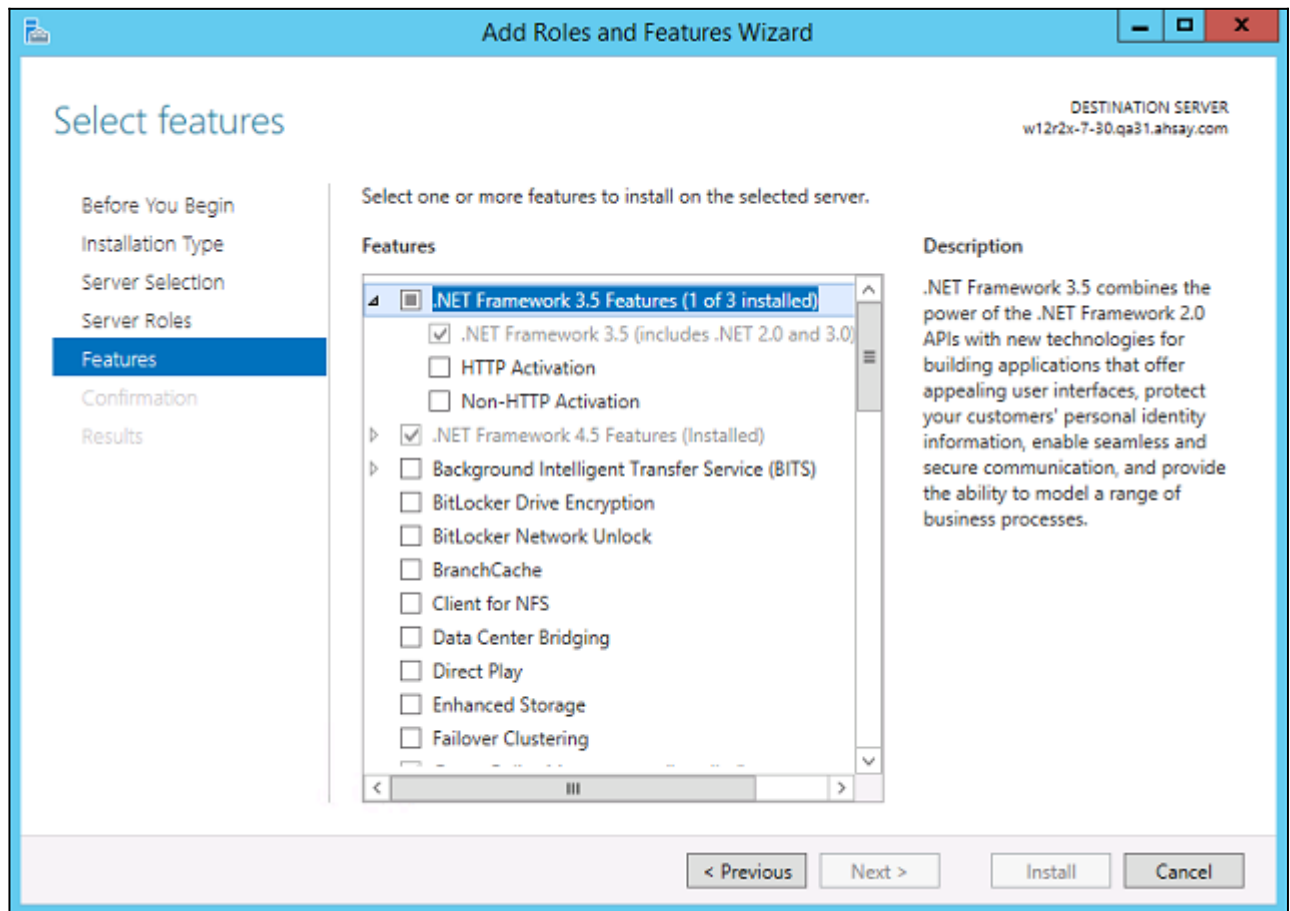 Add Roles and Features Wizard
Select features
DESTINATION SERVER
w12r2x-7-30.qa31.ahsay.com
Before You Begin
Installation Type
Server Selection
Server Roles
Features
Confirmation
Results
Select one or more features to install on the selected server.
Features
.NET Framework 3.5 Features (1 of 3 installed)
.NET Framework 3.5 (includes .NET 2.0 and 3.0)
HTTP Activation
Non-HTTP Activation
.NET Framework 4.5 Features (Installed)
Background Intelligent Transfer Service (BITS)
BitLocker Drive Encryption
BitLocker Network Unlock
BranchCache
Client for NFS
Data Center Bridging
Direct Play
Enhanced Storage
Failover Clustering
Description
.NET Framework 3.5 combines the
power of the .NET Framework 2.0
APIs with new technologies for
building applications that offer
appealing user interfaces, protect
your customers' personal identity
information, enable seamless and
secure communication, and provide
the ability to model a range of
business processes.
< Previous
Next >
Install
Cancel